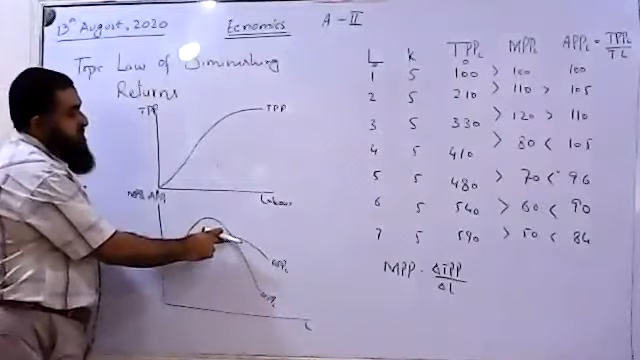 13th August, 2020 Economics A-II
Topic Law of Diminishing
Returns
TPP
TPP
Labour
MPPL APPL
APPL
MPPL
L
L K TPPL MPPL APPL = TPPL/TL
0
1 5 100 > 100 100
2 5 210 > 110 > 105
3 5 330 > 120 > 110
4 5 410 > 80 < 105
5 5 480 > 70 < 96
6 5 540 > 60 < 90
7 5 590 > 50 < 84
MPP = ΔTPP/ΔL